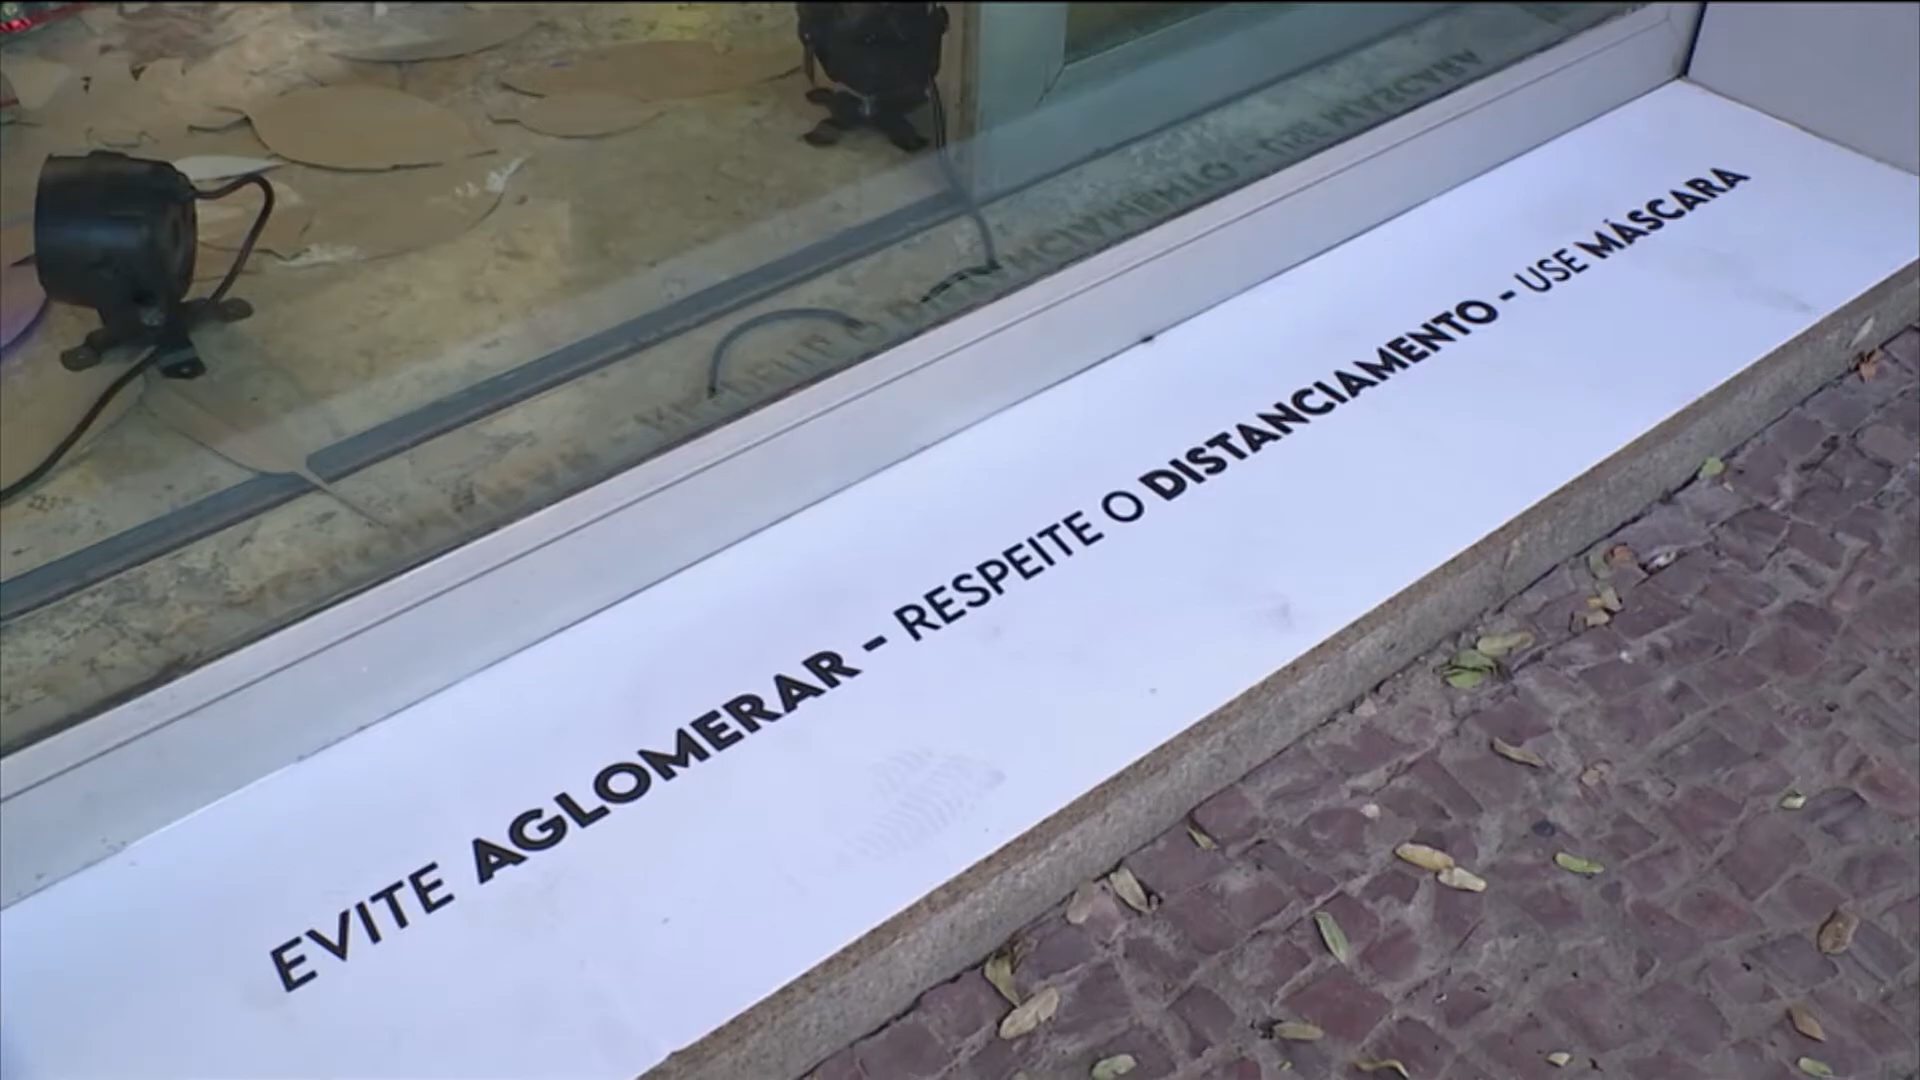 EVITE AGLOMERAR - RESPEITE O DISTANCIAMENTO - USE MÁSCARA